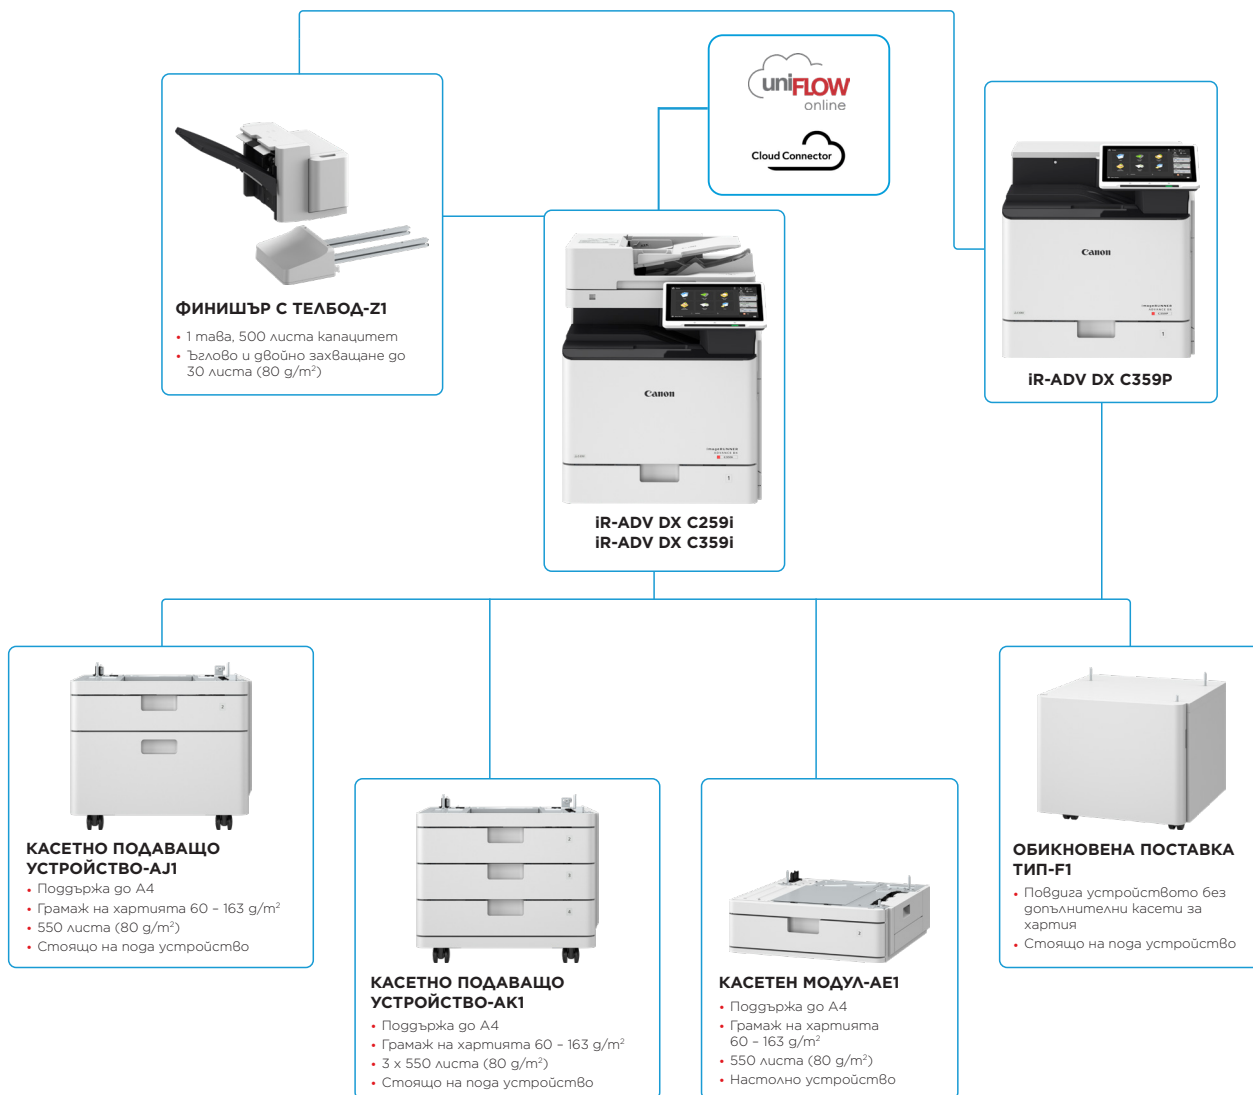 uniFLOW
online
Cloud Connector
ФИНИШЪР С ТЕЛБОД-Z1
• 1 тава, 500 листа капацитет
• Ъглово и двойно захващане до
30 листа (80 g/m²)
Canon
iR-ADV DX C259i
iR-ADV DX C359i
Canon
iR-ADV DX C359P
КАСЕТНО ПОДАВАЩО
УСТРОЙСТВО-AJ1
• Поддържа до A4
• Грамаж на хартията 60 – 163 g/m²
• 550 листа (80 g/m²)
• Стоящо на пода устройство
КАСЕТНО ПОДАВАЩО
УСТРОЙСТВО-AK1
• Поддържа до A4
• Грамаж на хартията 60 – 163 g/m²
• 3 x 550 листа (80 g/m²)
• Стоящо на пода устройство
КАСЕТЕН МОДУЛ-AE1
• Поддържа до A4
• Грамаж на хартията
60 – 163 g/m²
• 550 листа (80 g/m²)
• Настолно устройство
ОБИКНОВЕНА ПОСТАВКА
ТИП-F1
• Повдига устройството без
допълнителни касети за
хартия
• Стоящо на пода устройство